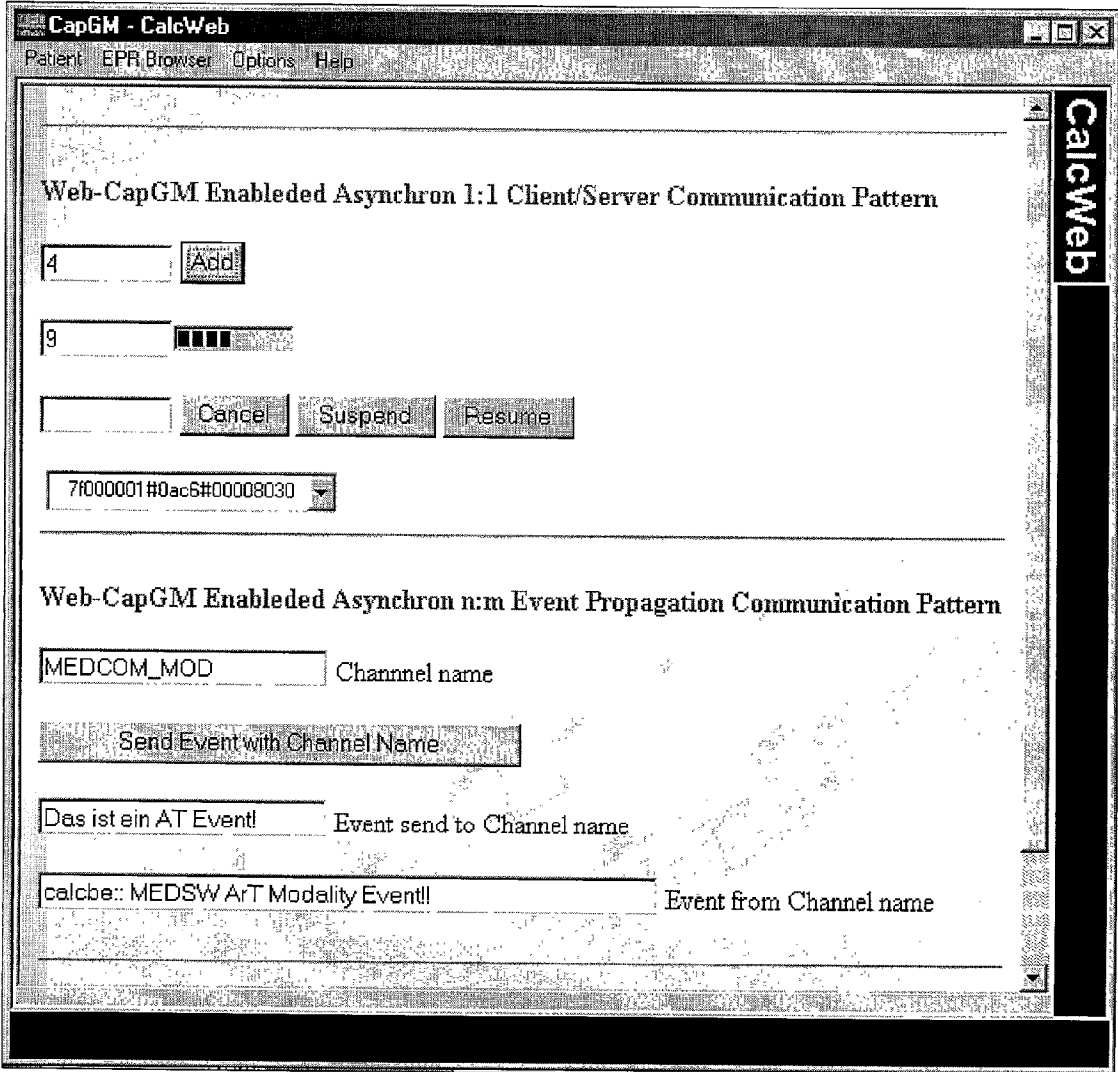 CapGM - CalcWeb
Patient EPR Browser Options Help
CalcWeb
Web-CapGM Enableded Asynchron 1:1 Client/Server Communication Pattern
4 Add
9
Cancel Suspend Resume
7f000001#0ac6#00008030
Web-CapGM Enableded Asynchron n:m Event Propagation Communication Pattern
MEDCOM_MOD Channnel name
Send Event with Channel Name
Das ist ein AT Event! Event send to Channel name
calcbe:: MEDSW ArT Modality Event!! Event from Channel name